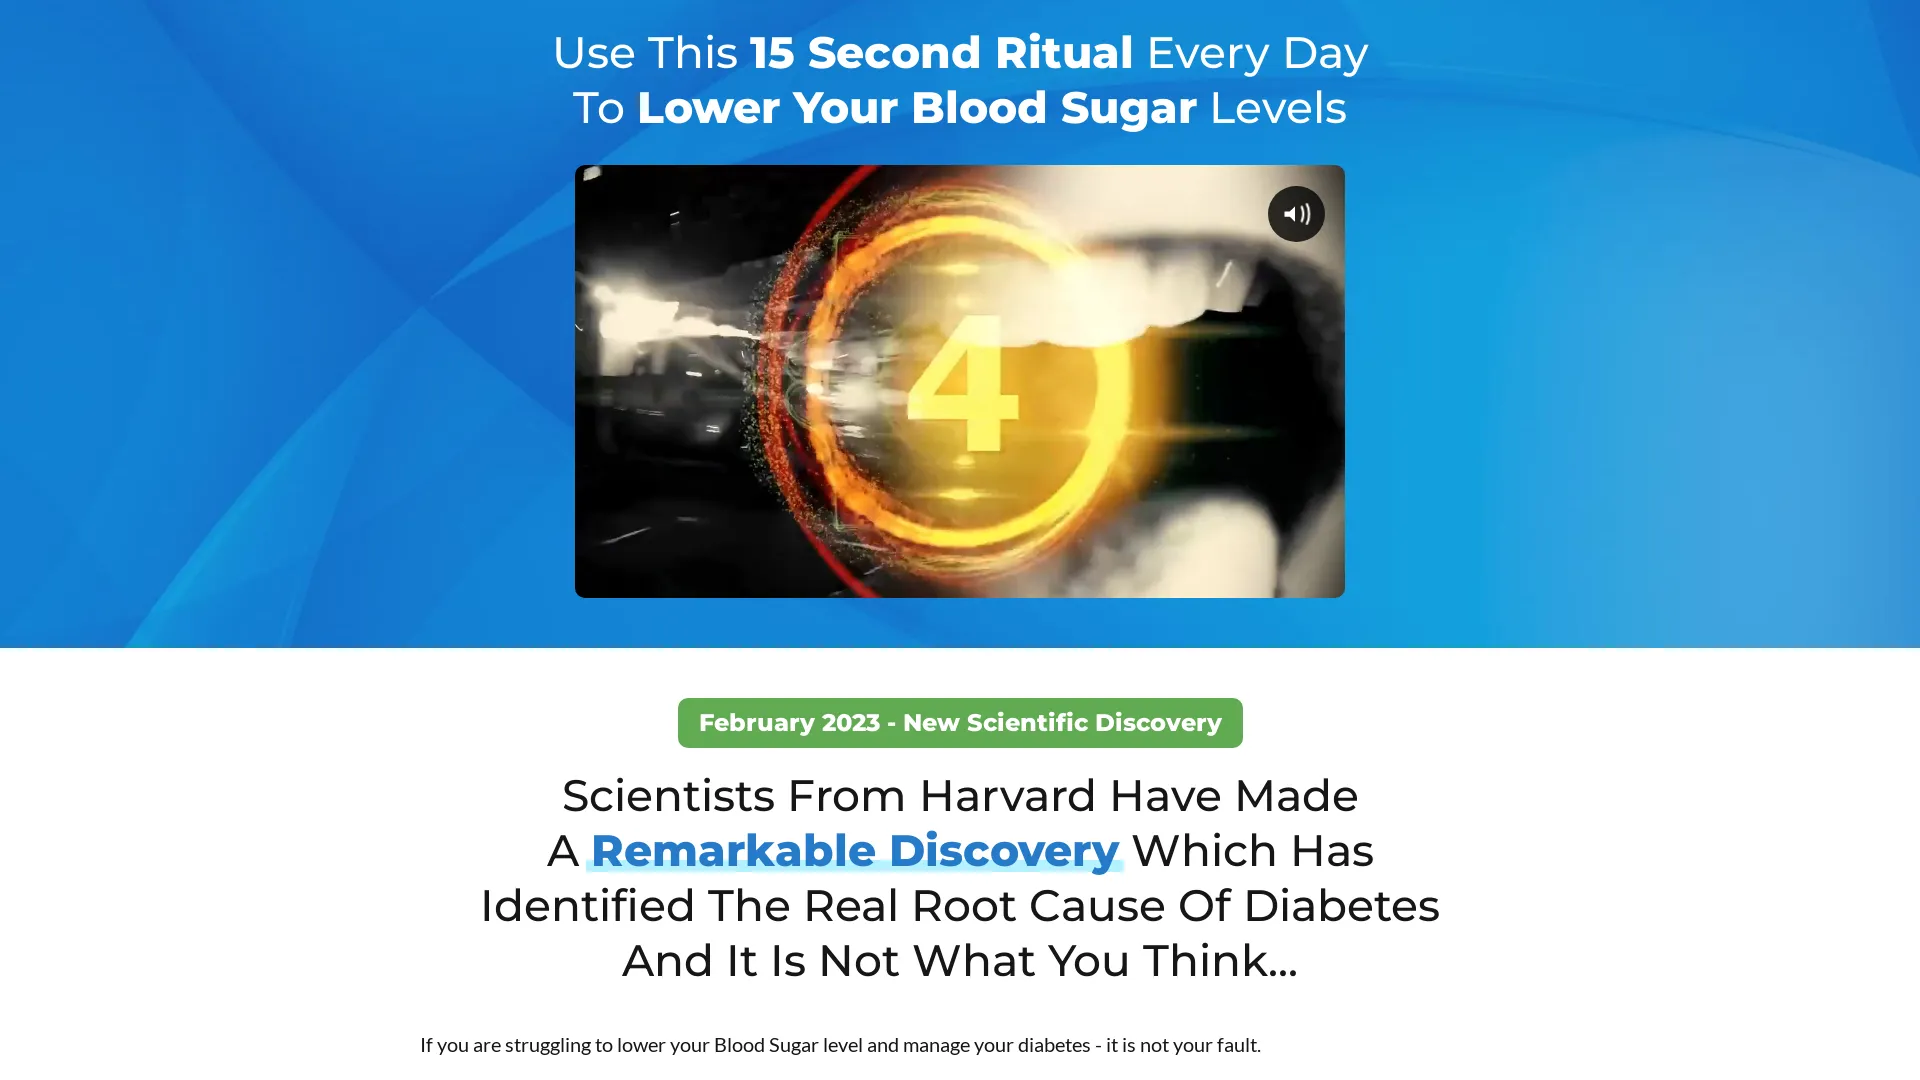 Use This 15 Second Ritual Every Day
To Lower Your Blood Sugar Levels
4
February 2023 - New Scientific Discovery
Scientists From Harvard Have Made
A Remarkable Discovery Which Has
Identified The Real Root Cause Of Diabetes
And It Is Not What You Think...
If you are struggling to lower your Blood Sugar level and manage your diabetes - it is not your fault.